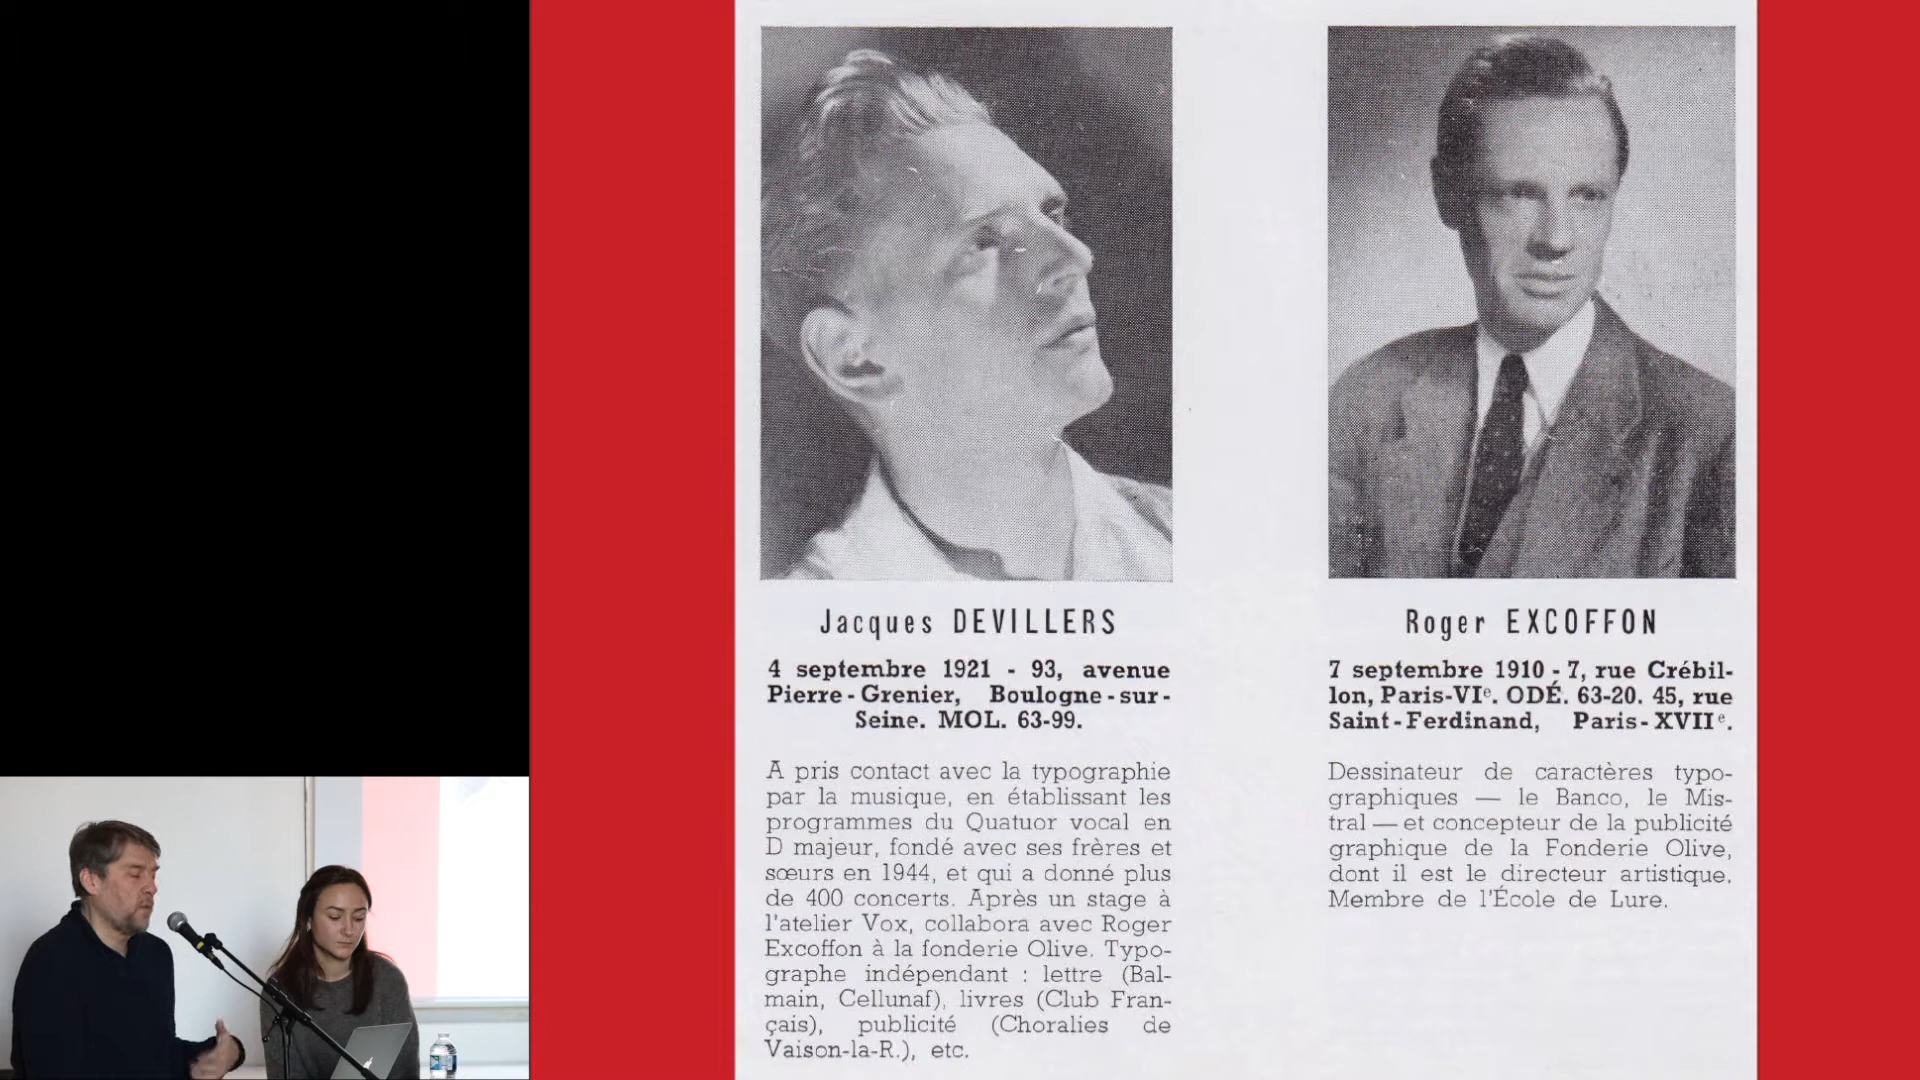 Jacques DEVILLERS
4 septembre 1921 - 93, avenue
Pierre-Grenier, Boulogne-sur-
Seine. MOL. 63-99.
A pris contact avec la typographie
par la musique, en établissant les
programmes du Quatuor vocal en
D majeur, fondé avec ses frères et
sœurs en 1944, et qui a donné plus
de 400 concerts. Après un stage à
l'atelier Vox, collabora avec Roger
Excoffon à la fonderie Olive. Typo-
graphe indépendant : lettre (Bal-
main, Cellunaf), livres (Club Fran-
çais), publicité (Choralies de
Vaison-la-R.), etc.
Roger EXCOFFON
7 septembre 1910 - 7, rue Crébil-
lon, Paris-VIe. ODÉ. 63-20. 45, rue
Saint-Ferdinand, Paris-XVIIe.
Dessinateur de caractères typo-
graphiques — le Banco, le Mis-
tral — et concepteur de la publicité
graphique de la Fonderie Olive,
dont il est le directeur artistique.
Membre de l'École de Lure.